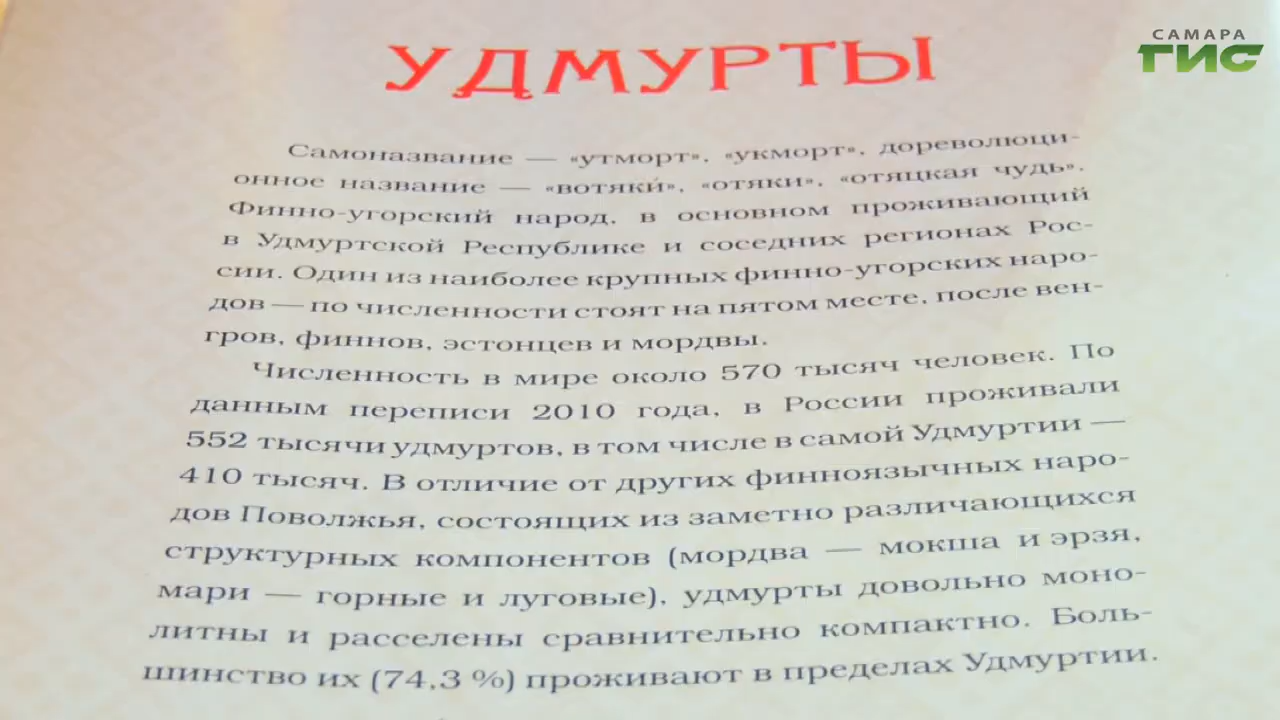 САМАРА
ГИС
УДМУРТЫ
Самоназвание — «утморт», «укморт», дореволюци-
онное название — «вотяки», «отяки», «отяцкая чудь».
Финно-угорский народ, в основном проживающий
в Удмуртской Республике и соседних регионах Рос-
сии. Один из наиболее крупных финно-угорских наро-
дов — по численности стоят на пятом месте, после вен-
гров, финнов, эстонцев и мордвы.
Численность в мире около 570 тысяч человек. По
данным переписи 2010 года, в России проживали
552 тысячи удмуртов, в том числе в самой Удмуртии —
410 тысяч. В отличие от других финноязычных наро-
дов Поволжья, состоящих из заметно различающихся
структурных компонентов (мордва — мокша и эрзя,
мари — горные и луговые), удмурты довольно моно-
литны и расселены сравнительно компактно. Боль-
шинство их (74,3 %) проживают в пределах Удмуртии.